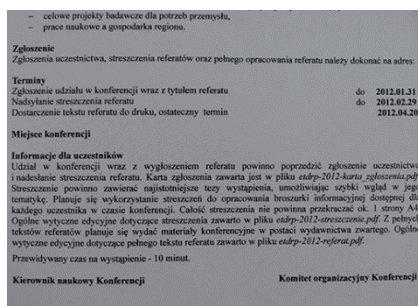 – celowe projekty badawcze dla potrzeb przemysłu,
– prace naukowe a gospodarka regionu.
Zgłoszenie
Zgłoszenia uczestnictwa, streszczenia referatów oraz pełnego opracowania referatu należy dokonać na adres:
Terminy
Zgłoszenie udziału w konferencji wraz z tytułem referatu do 2012.01.31
Nadsyłanie streszczenia referatu do 2012.02.29
Dostarczenie tekstu referatu do druku, ostateczny termin 2012.04.20
Miejsce konferencji
Informacje dla uczestników
Udział w konferencji wraz z wygłoszeniem referatu powinno poprzedzić zgłoszenie uczestnictwa
i nadesłanie streszczenia referatu. Karta zgłoszenia zawarta jest w pliku etdrp-2012-karta_zgloszenia.pdf
Streszczenie powinno zawierać najistotniejsze tezy wystąpienia, umożliwiając szybki wgląd w jego
tematykę. Planuje się wykorzystanie streszczeń do opracowania broszurki informacyjnej dostępnej dla
każdego uczestnika w czasie konferencji. Całość streszczenia nie powinna przekraczać ok. 1 strony A4.
Ogólne wytyczne edycyjne dotyczące streszczenia zawarto w pliku etdrp-2012-streszczenie.pdf. Z pełnych
tekstów referatów planuje się wydać materiały konferencyjne w postaci wydawnictwa zwartego. Ogólne
wytyczne edycyjne dotyczące pełnego tekstu referatu zawarto w pliku etdrp-2012-referat.pdf.
Przewidywany czas na wystąpienie - 10 minut.
Kierownik naukowy Konferencji Komitet organizacyjny Konferencji